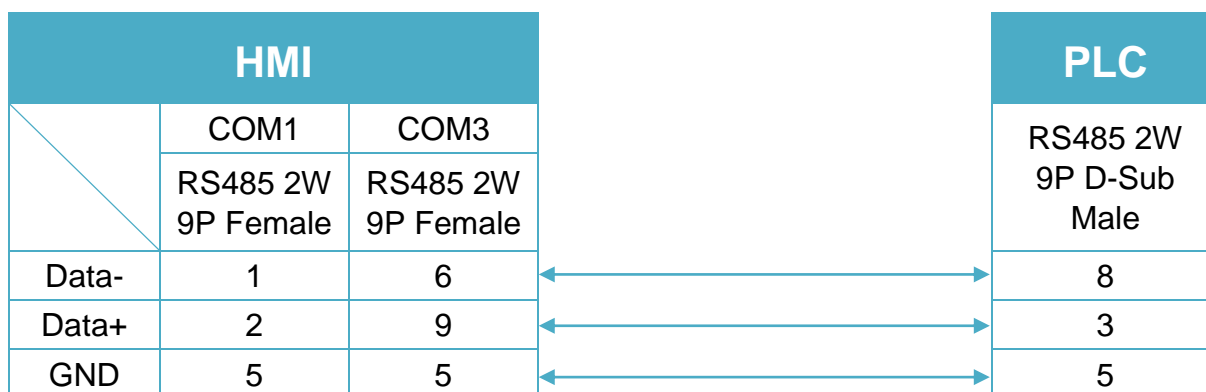 HMI
PLC
COM1 COM3
RS485 2W
9P D-Sub
Male
RS485 2W RS485 2W
9P Female 9P Female
Data- 1 6 8
Data+ 2 9 3
GND 5 5 5